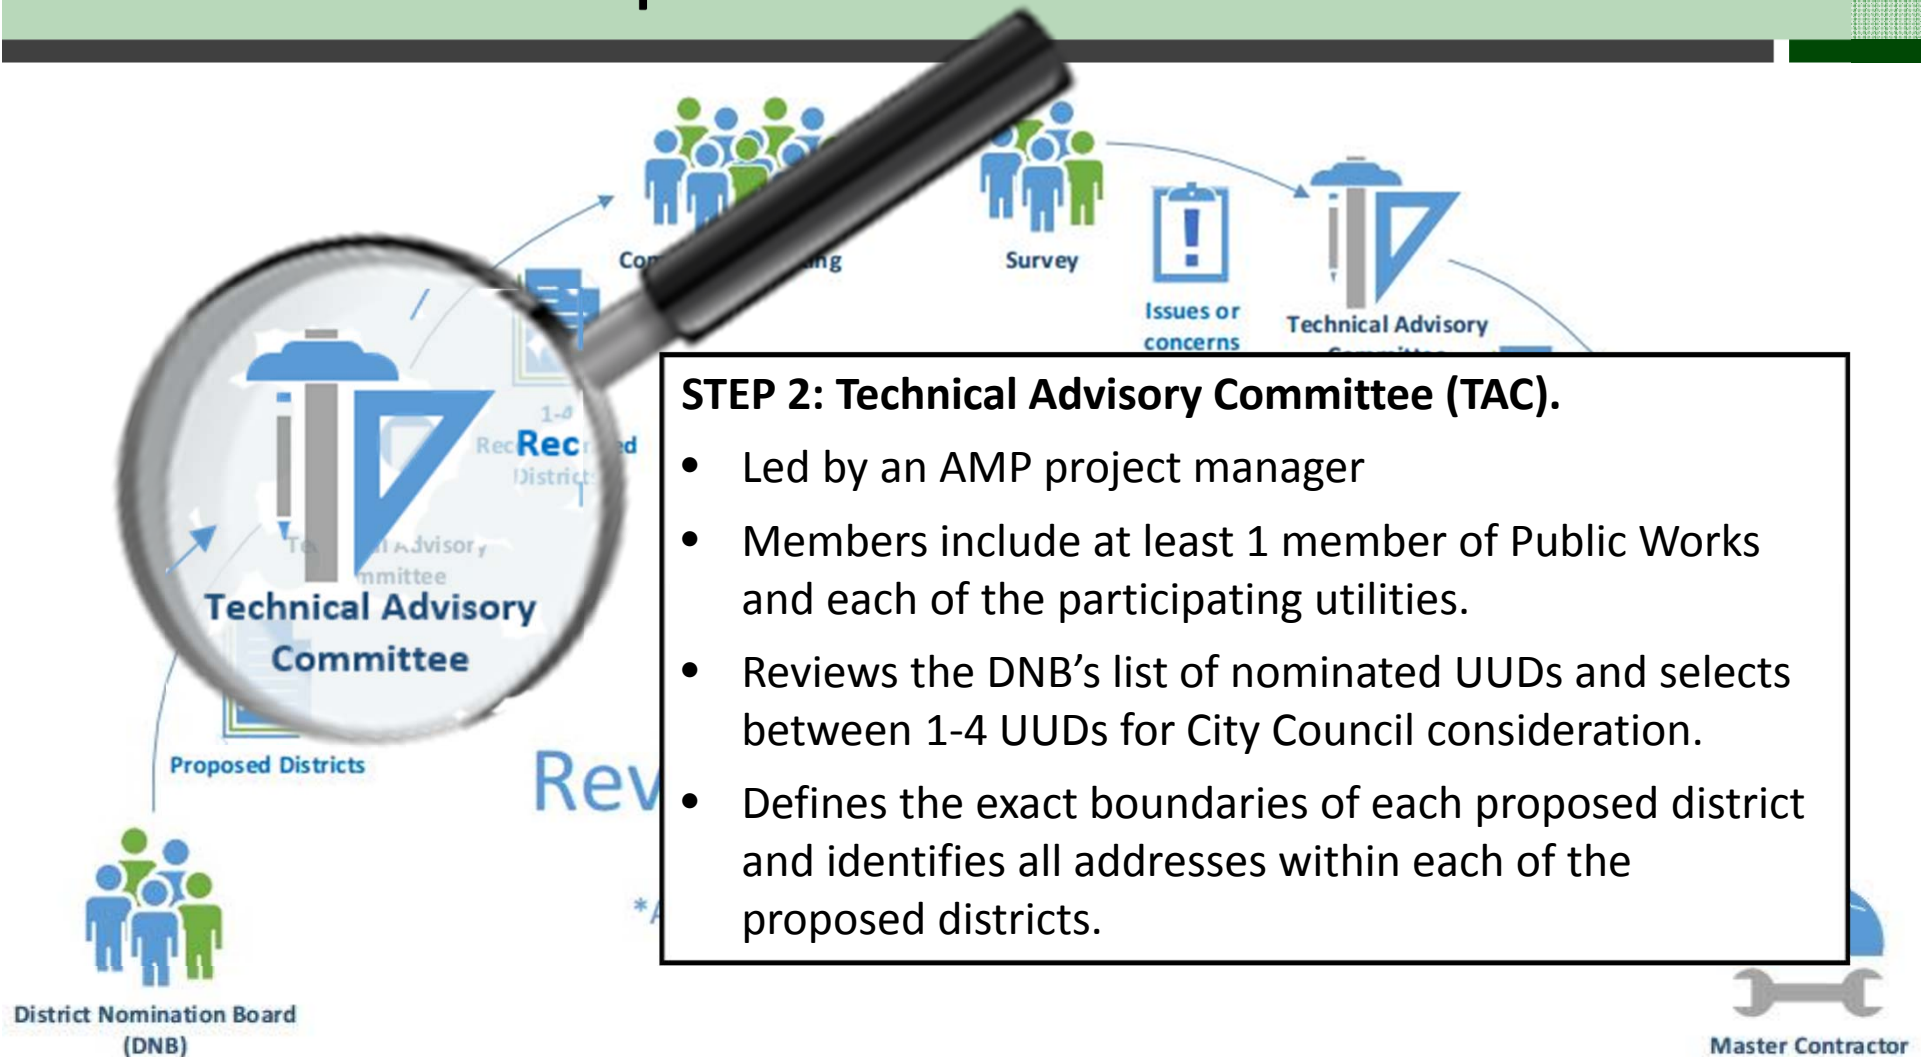 Survey
Issues or
concerns
Technical Advisory
STEP 2: Technical Advisory Committee (TAC).
• Led by an AMP project manager
• Members include at least 1 member of Public Works
and each of the participating utilities.
• Reviews the DNB’s list of nominated UUDs and selects
between 1-4 UUDs for City Council consideration.
• Defines the exact boundaries of each proposed district
and identifies all addresses within each of the
proposed districts.
Rec
Technical Advisory
Committee
Proposed Districts
Rev
*A
District Nomination Board
(DNB)
Master Contractor